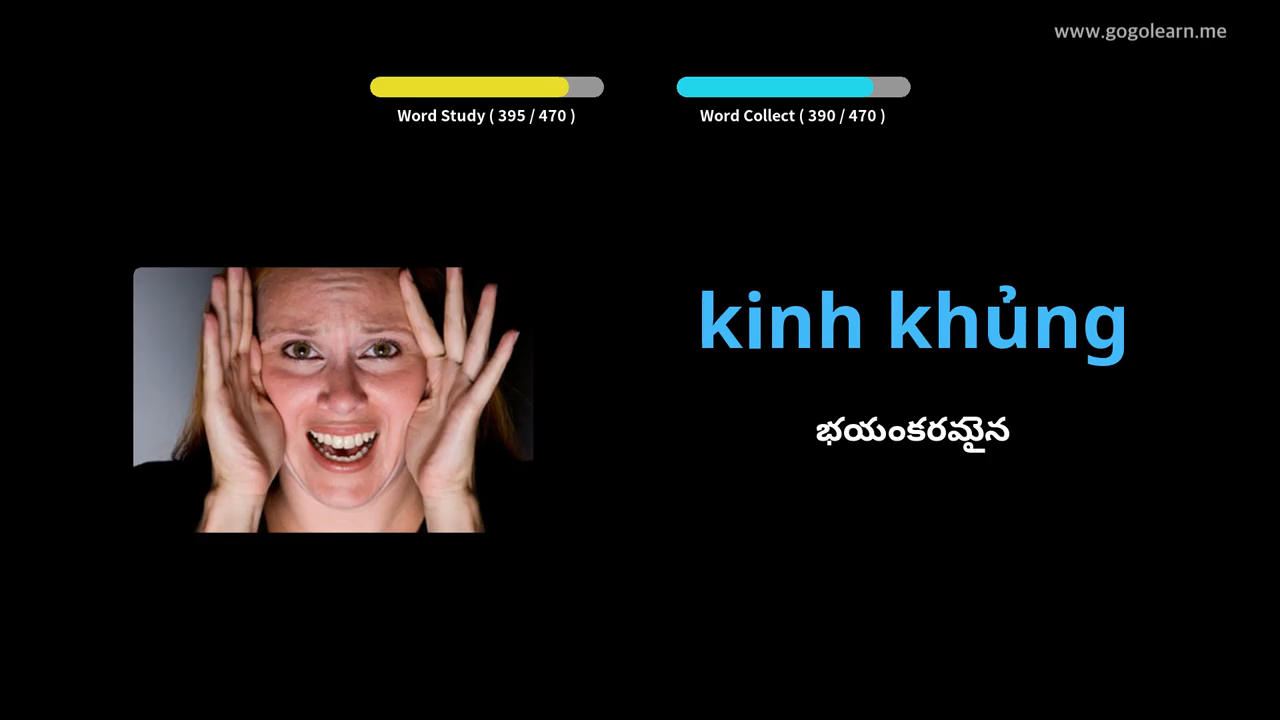 www.gogolearn.me
Word Study ( 395 / 470 )
Word Collect ( 390 / 470 )
kinh khủng
భయంకరమైన